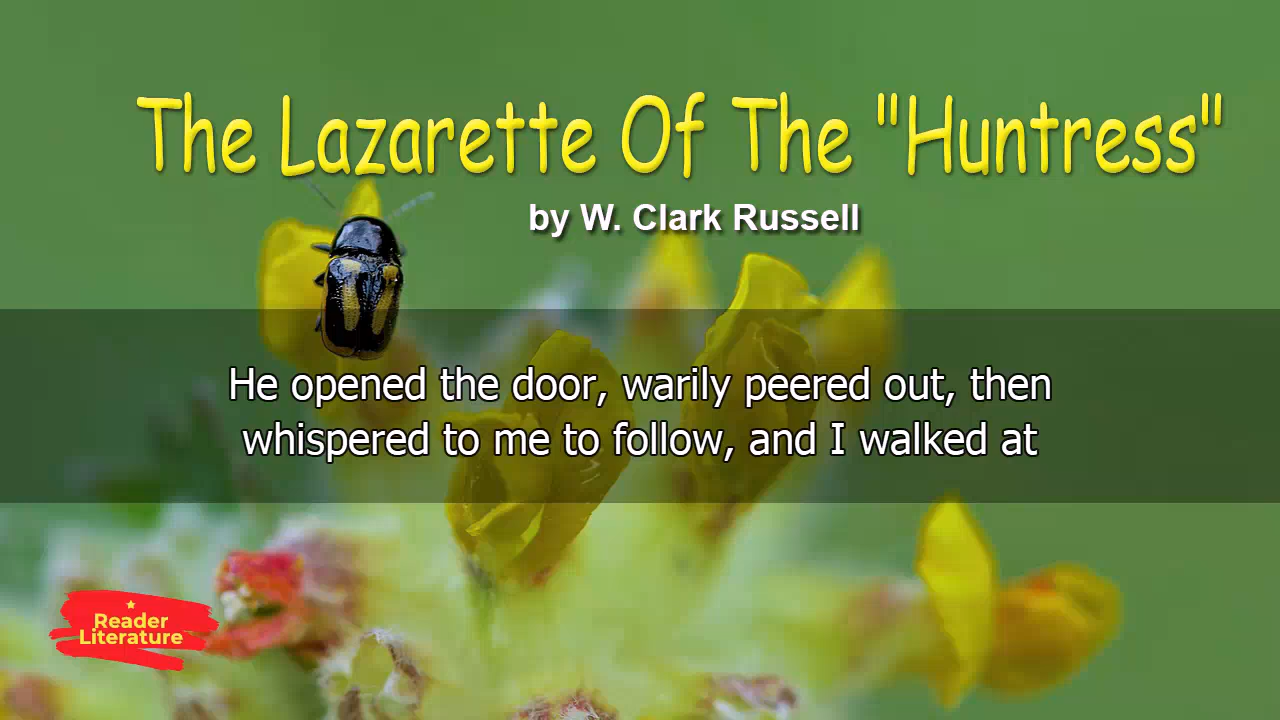 The Lazarette Of The "Huntress"
by W. Clark Russell
He opened the door, warily peered out, then
whispered to me to follow, and I walked at
Reader
Literature